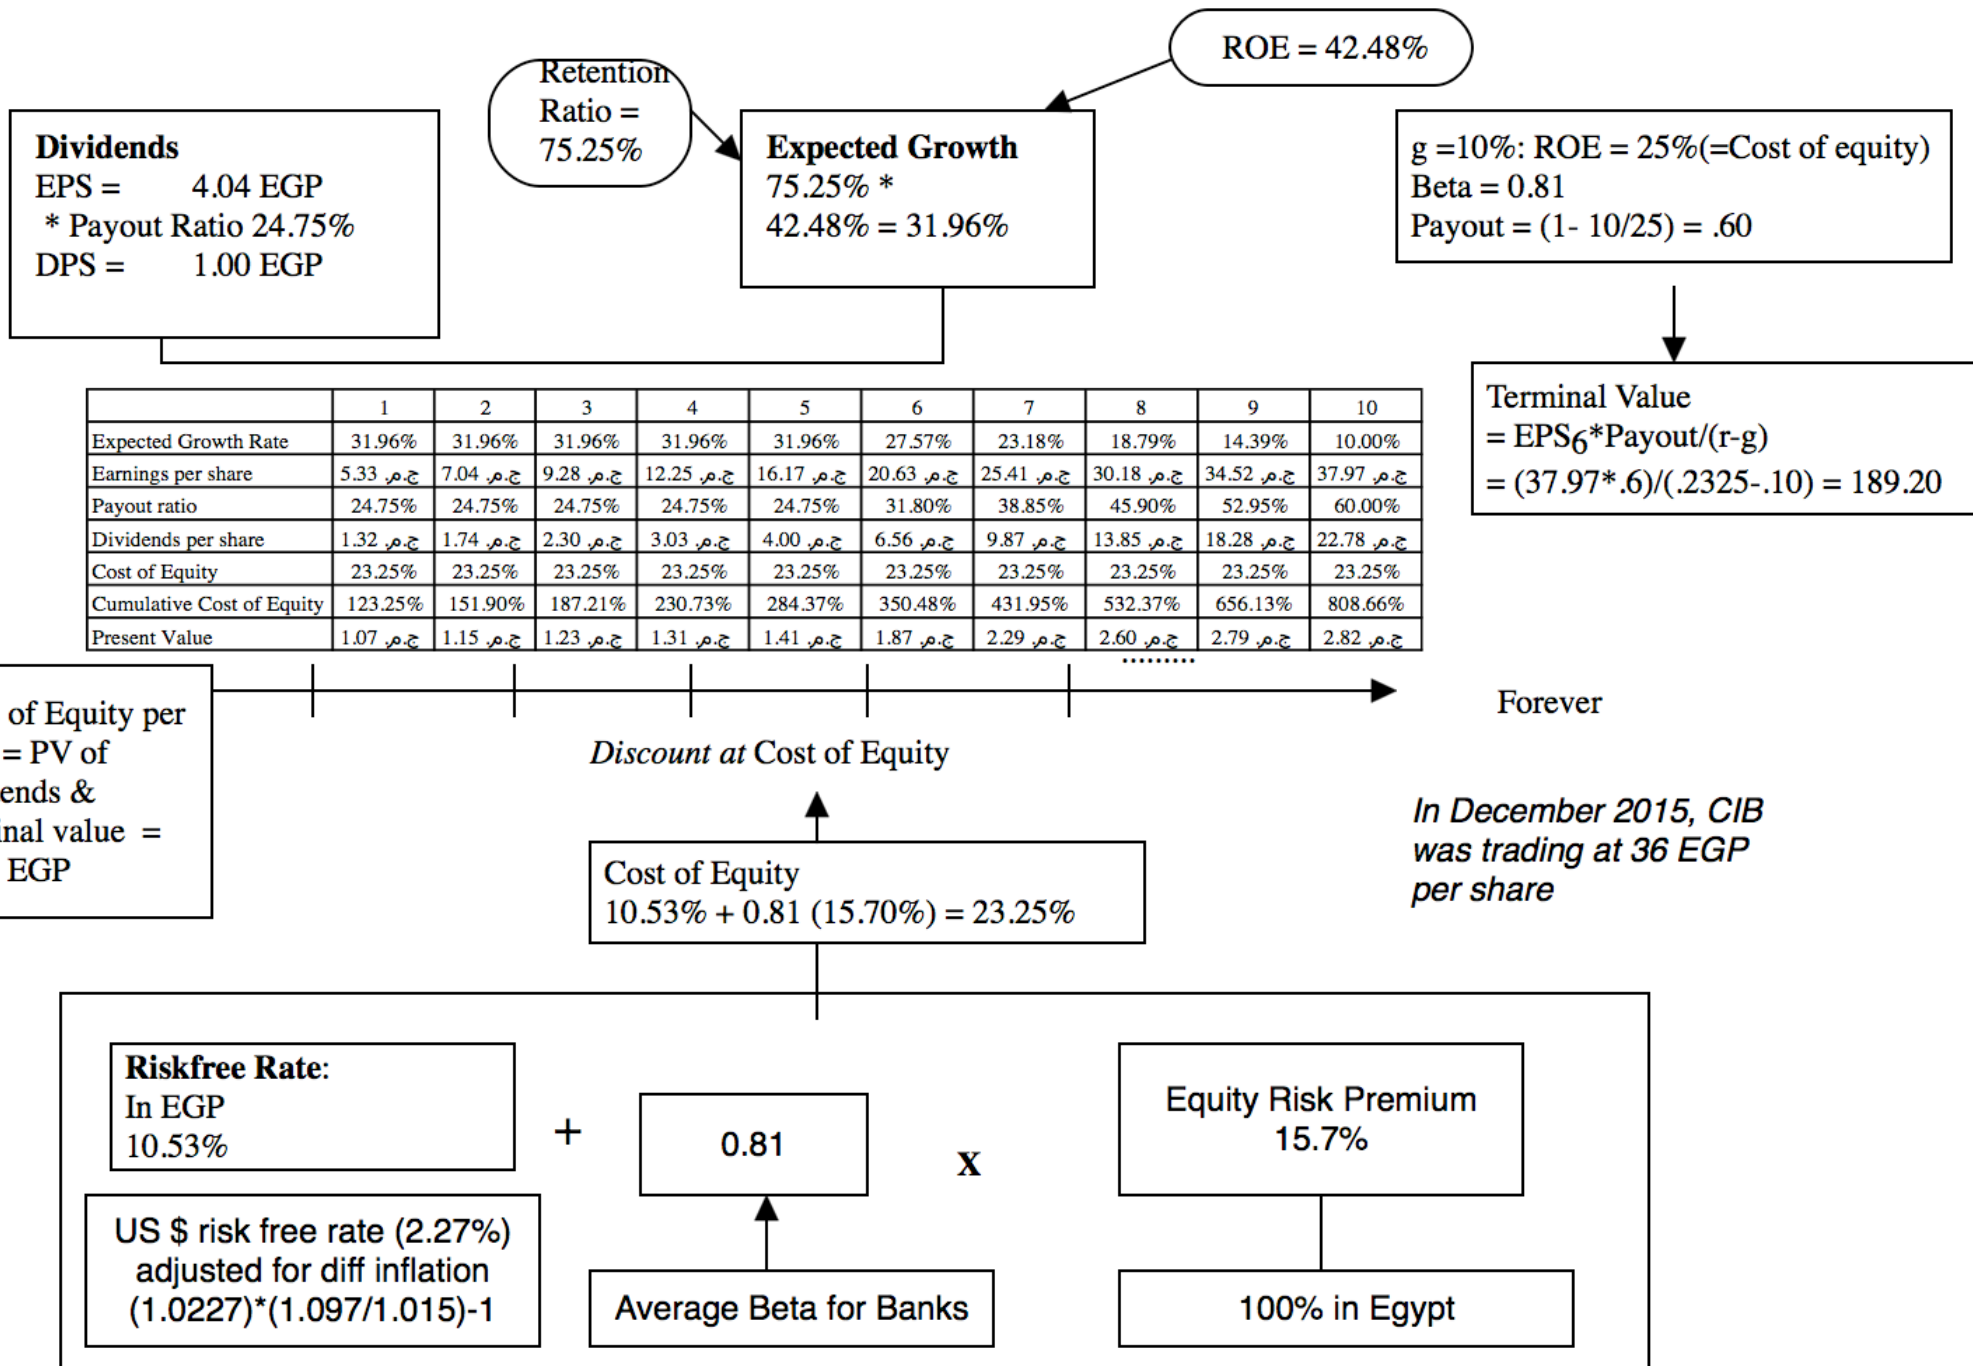 ROE = 42.48%
Retention
Ratio =
75.25%
Dividends
EPS = 4.04 EGP
* Payout Ratio 24.75%
DPS = 1.00 EGP
Expected Growth
75.25% *
42.48% = 31.96%
g =10%: ROE = 25%(=Cost of equity)
Beta = 0.81
Payout = (1- 10/25) = .60
Terminal Value
= EPS6*Payout/(r-g)
= (37.97*.6)/(.2325-.10) = 189.20
1 2 3 4 5 6 7 8 9 10
Expected Growth Rate 31.96% 31.96% 31.96% 31.96% 31.96% 27.57% 23.18% 18.79% 14.39% 10.00%
Earnings per share 5.33 ج.م. 7.04 ج.م. 9.28 ج.م. 12.25 ج.م. 16.17 ج.م. 20.63 ج.م. 25.41 ج.م. 30.18 ج.م. 34.52 ج.م. 37.97 ج.م.
Payout ratio 24.75% 24.75% 24.75% 24.75% 24.75% 31.80% 38.85% 45.90% 52.95% 60.00%
Dividends per share 1.32 ج.م. 1.74 ج.م. 2.30 ج.م. 3.03 ج.م. 4.00 ج.م. 6.56 ج.م. 9.87 ج.م. 13.85 ج.م. 18.28 ج.م. 22.78 ج.م.
Cost of Equity 23.25% 23.25% 23.25% 23.25% 23.25% 23.25% 23.25% 23.25% 23.25% 23.25%
Cumulative Cost of Equity 123.25% 151.90% 187.21% 230.73% 284.37% 350.48% 431.95% 532.37% 656.13% 808.66%
Present Value 1.07 ج.م. 1.15 ج.م. 1.23 ج.م. 1.31 ج.م. 1.41 ج.م. 1.87 ج.م. 2.29 ج.م. 2.60 ج.م. 2.79 ج.م. 2.82 ج.م.
.........
of Equity per
= PV of
ends &
inal value =
EGP
Forever
Discount at Cost of Equity
In December 2015, CIB
was trading at 36 EGP
per share
Cost of Equity
10.53% + 0.81 (15.70%) = 23.25%
Riskfree Rate:
In EGP
10.53%
+
0.81
X
Equity Risk Premium
15.7%
US $ risk free rate (2.27%)
adjusted for diff inflation
(1.0227)*(1.097/1.015)-1
Average Beta for Banks
100% in Egypt